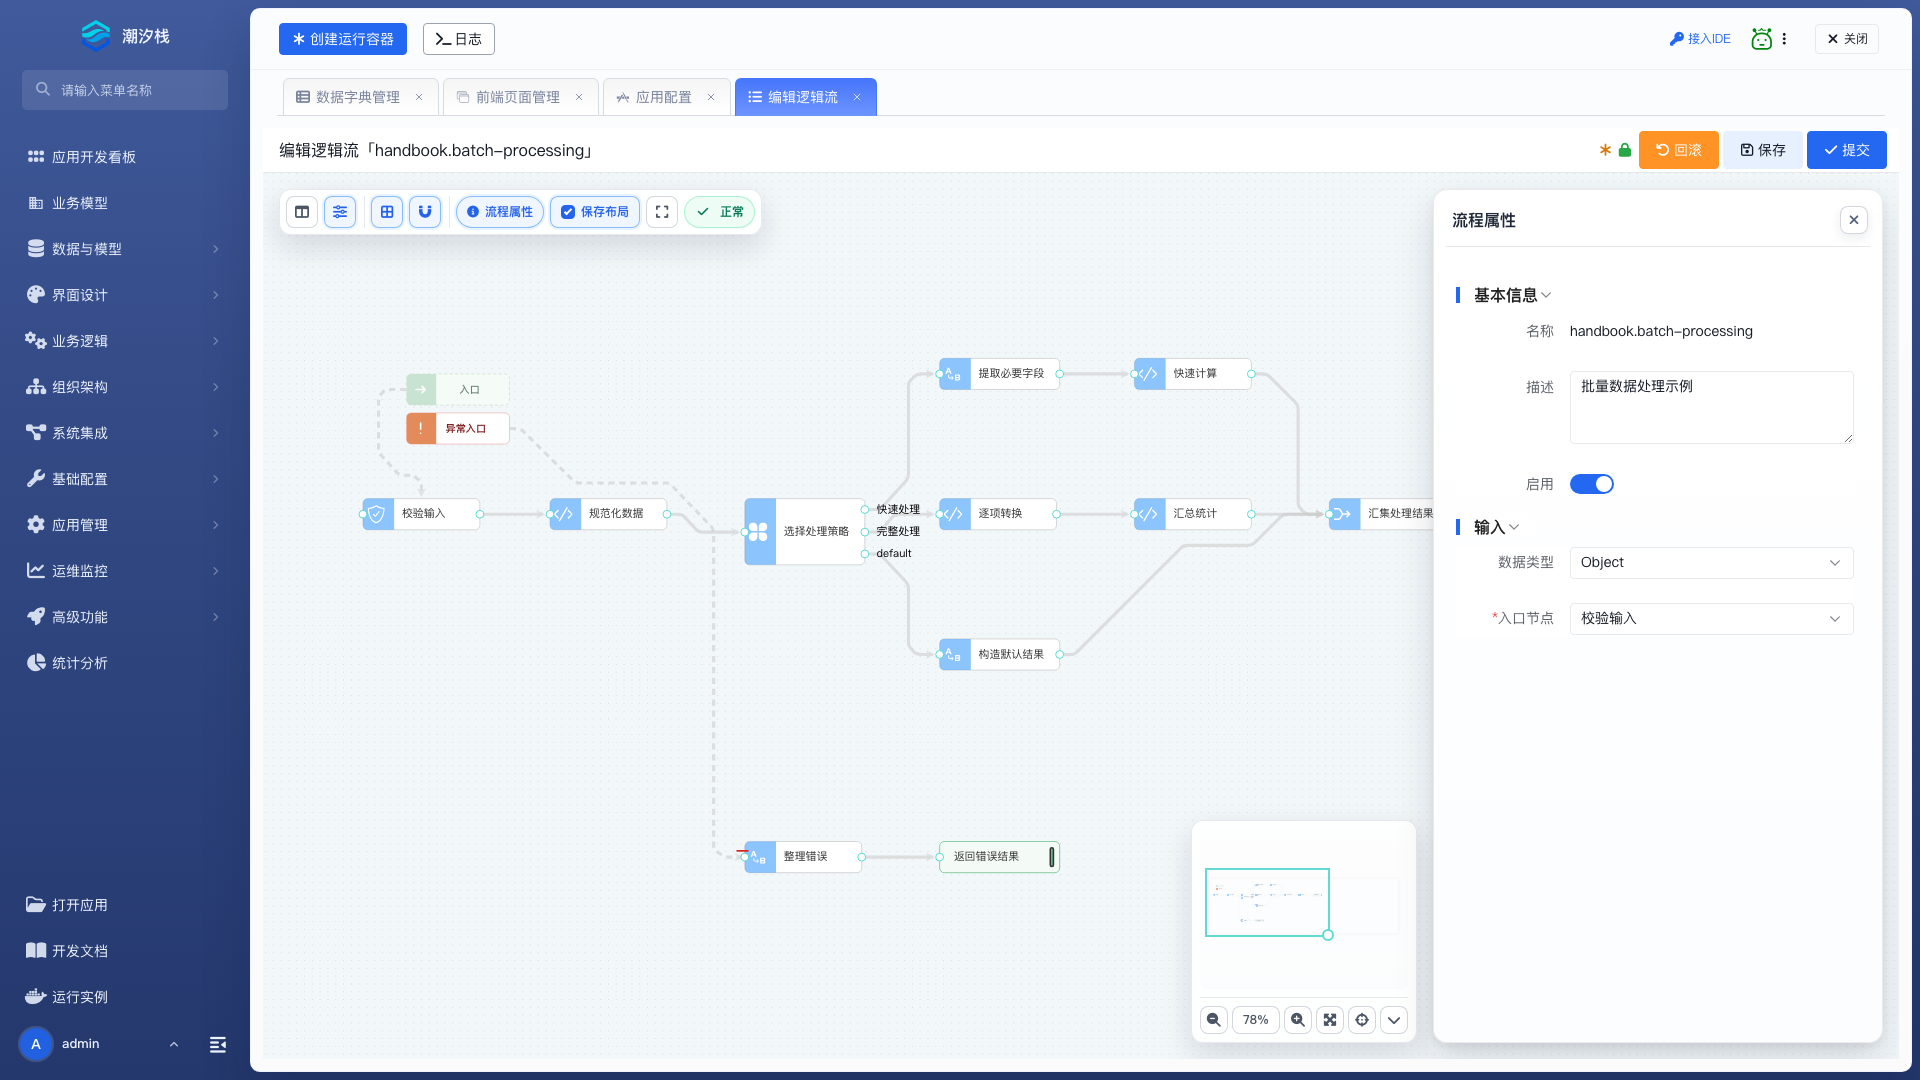 潮汐栈
请输入菜单名称
应用开发看板
业务模型
数据与模型
界面设计
业务逻辑
组织架构
系统集成
基础配置
应用管理
运维监控
高级功能
统计分析
打开应用
开发文档
运行实例
A admin
创建运行容器 日志
接入IDE 关闭
数据字典管理 前端页面管理 应用配置 编辑逻辑流
编辑逻辑流「handbook.batch-processing」
回滚 保存 提交
流程属性 保存布局 正常
入口
异常入口
校验输入
规范化数据
选择处理策略
快速处理
完整处理
default
提取必要字段
快速计算
逐项转换
汇总统计
汇集处理结果
构造默认结果
整理错误
返回错误结果
78%
流程属性
基本信息
名称 handbook.batch-processing
描述 批量数据处理示例
启用
输入
数据类型 Object
*入口节点 校验输入